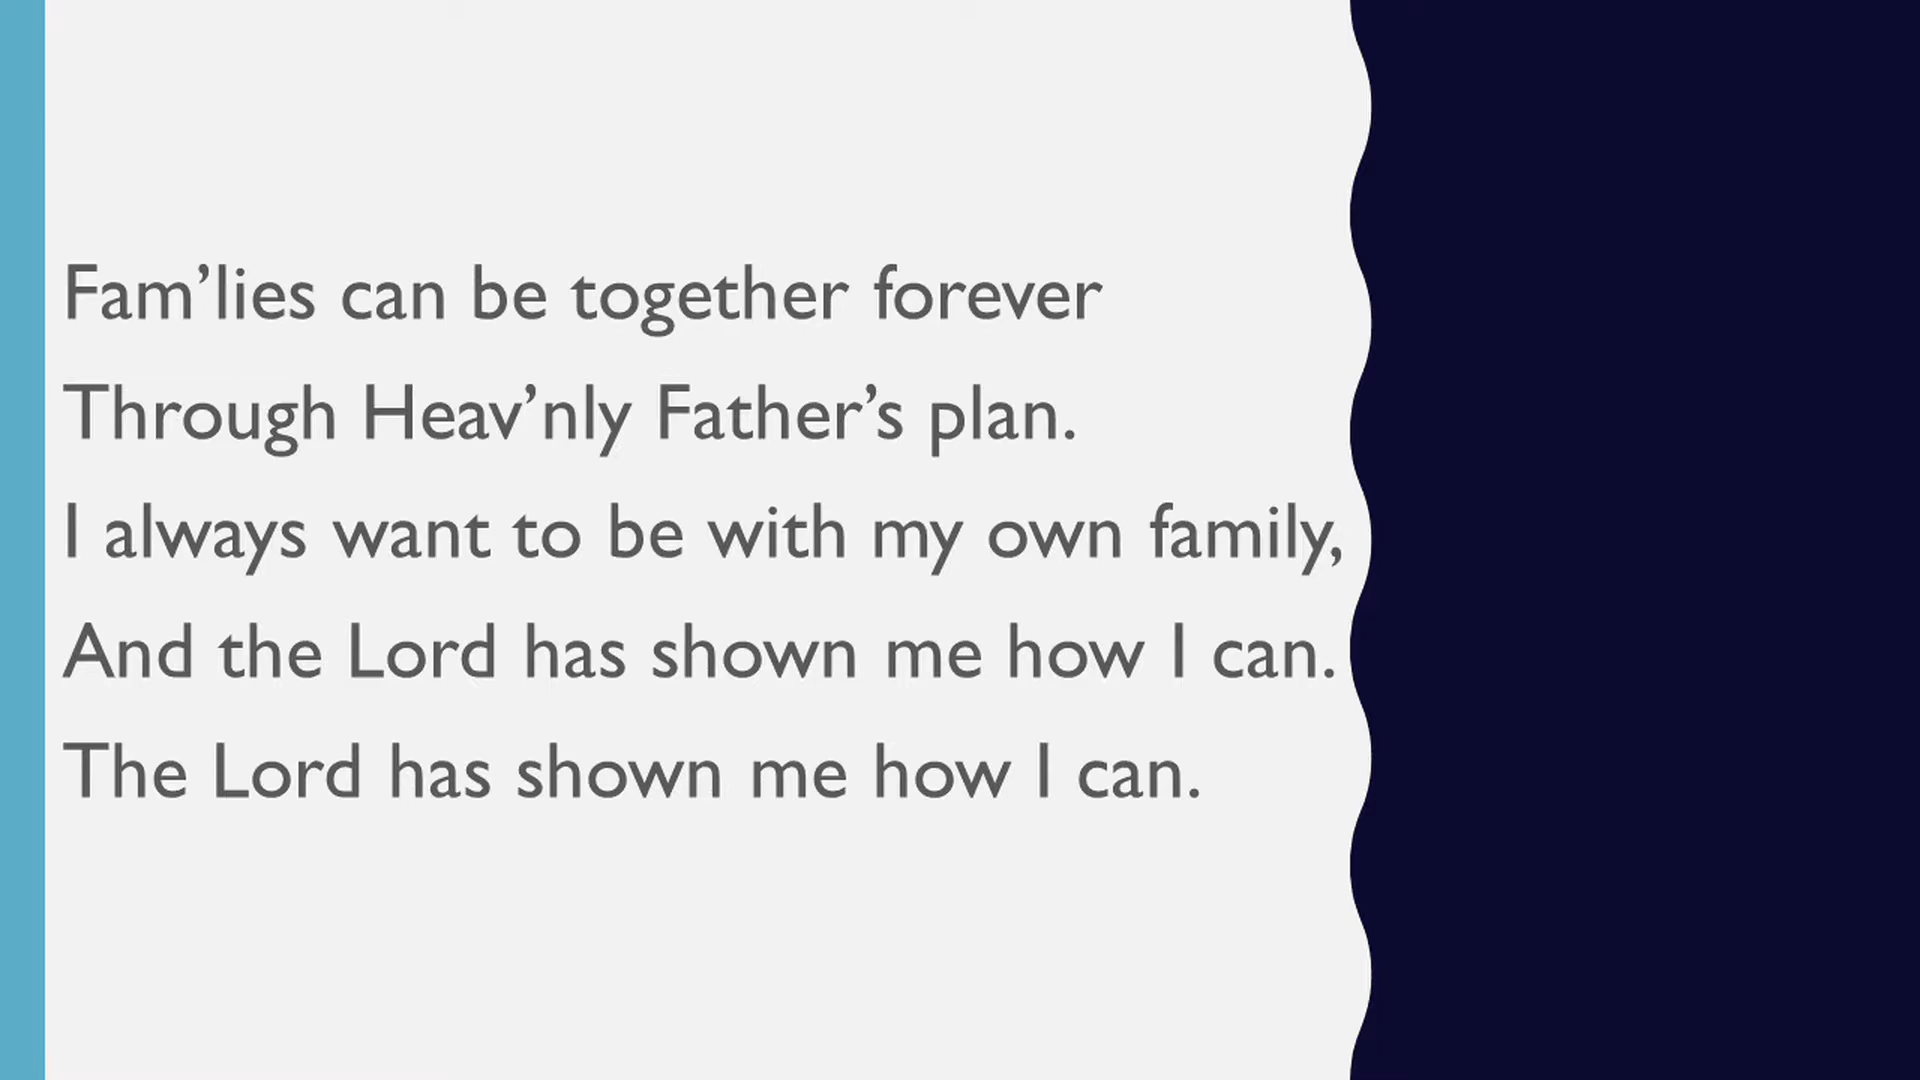 Fam’lies can be together forever
Through Heav’nly Father’s plan.
I always want to be with my own family,
And the Lord has shown me how I can.
The Lord has shown me how I can.